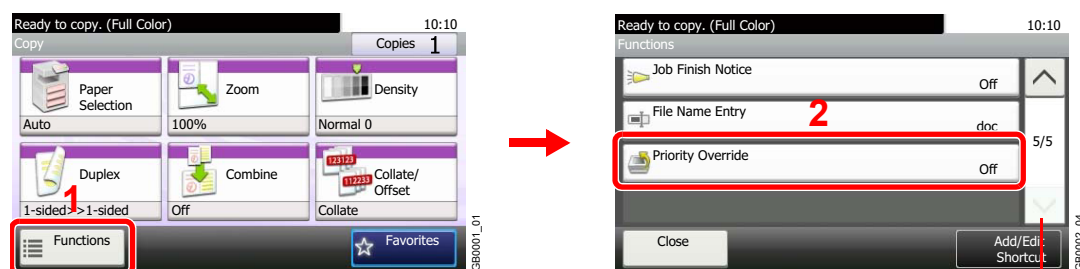 Ready to copy. (Full Color)
10:10
Copy
Copies 1
Paper
Selection
Auto
Zoom
100%
Density
Normal 0
Duplex
1
1-sided>>1-sided
Combine
Off
123123
112233
Collate/
Offset
Collate
Functions
Favorites
GB0001_01
Ready to copy. (Full Color)
10:10
Functions
Job Finish Notice
Off
File Name Entry
doc
2
5/5
Priority Override
Off
Close
Add/Edit
Shortcut
GB0002_04